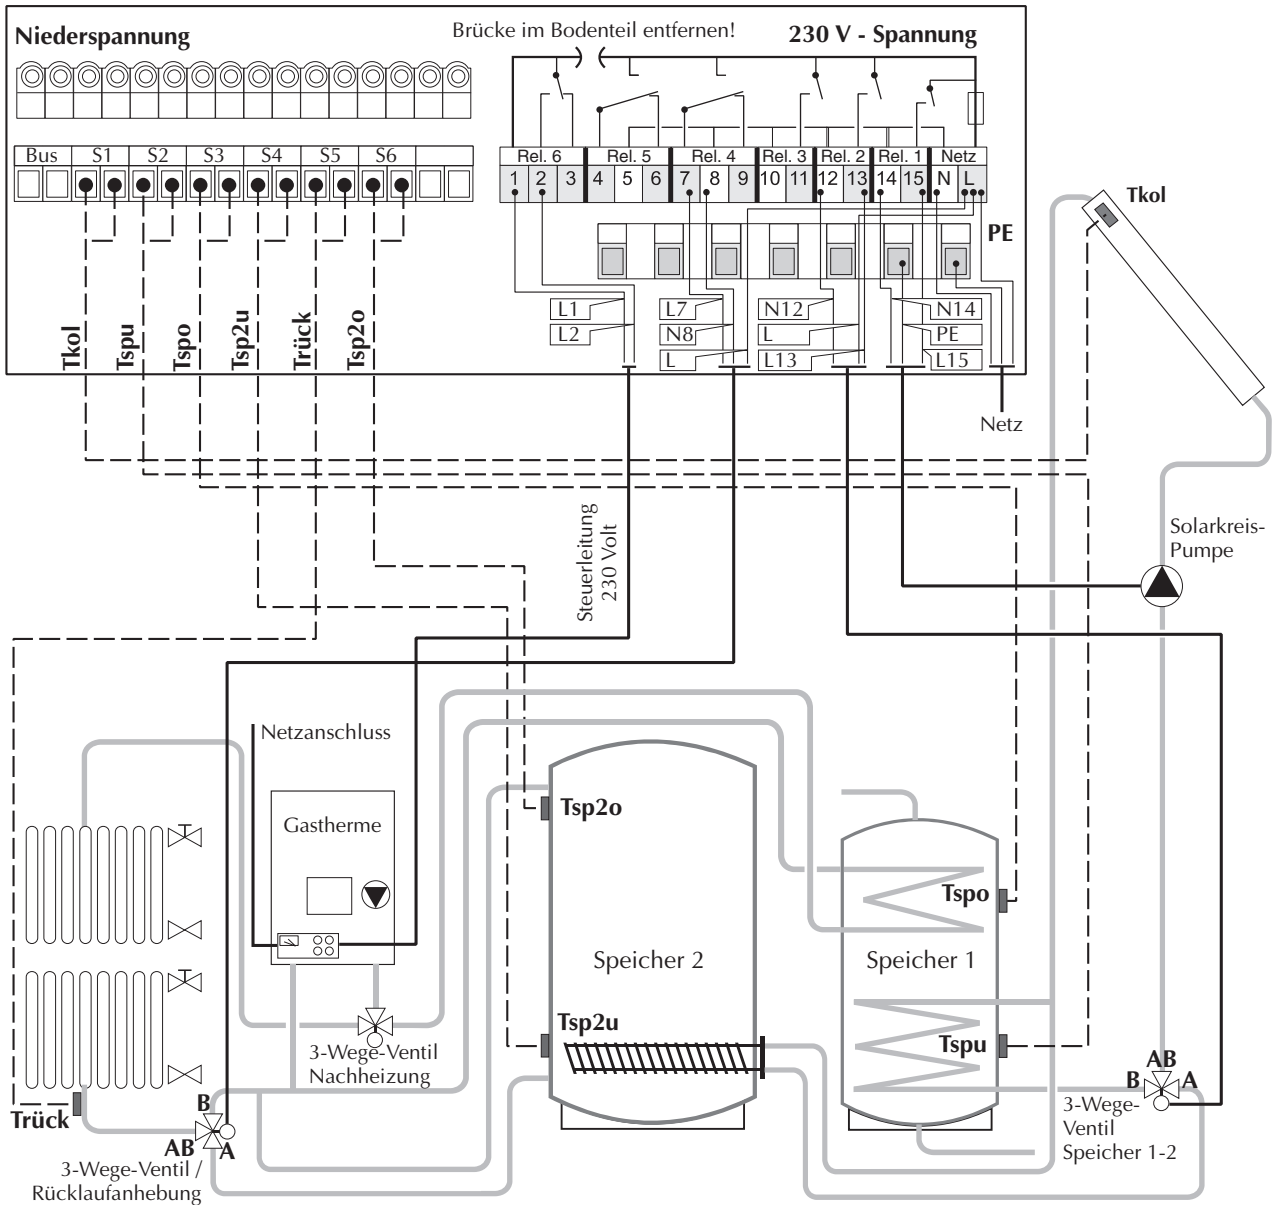 Niederspannung
Brücke im Bodenteil entfernen!
230 V - Spannung
Bus S1 S2 S3 S4 S5 S6
Rel. 6 Rel. 5 Rel. 4 Rel. 3 Rel. 2 Rel. 1 Netz
1 2 3 4 5 6 7 8 9 10 11 12 13 14 15 N L
PE
Tkol
L1 L7 N12 N14
L2 N8 L PE
L L13 L15
Tkol
Tspu
Tspo
Tsp2u
Trück
Tsp2o
Netz
Steuerleitung
230 Volt
Solarkreis-
Pumpe
Netzanschluss
Gastherme
Tsp2o
Tspo
Speicher 2
Speicher 1
Tsp2u
Tspu
3-Wege-Ventil
Nachheizung
AB
B A
3-Wege-
Ventil
Speicher 1-2
Trück
B
AB A
3-Wege-Ventil /
Rücklaufanhebung